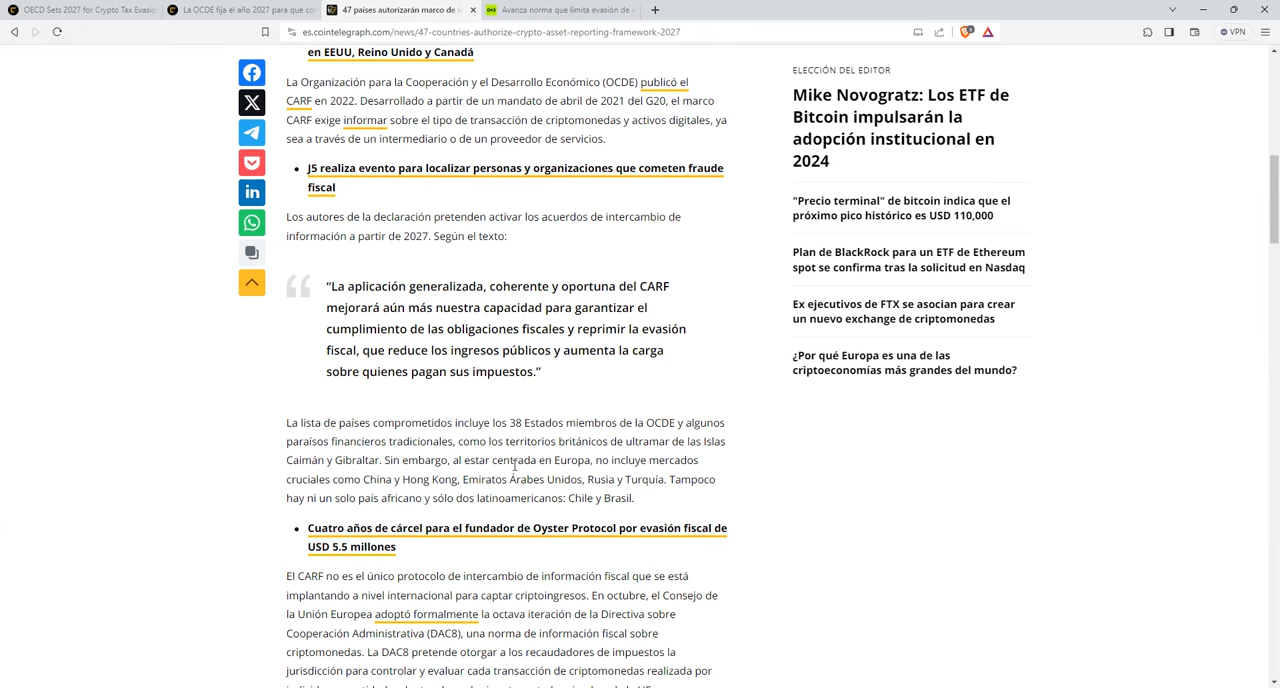 OECD Sets 2027 for Crypto Tax Evasio
La OCDE fija el año 2027 para que co
47 países autorizarán marco de i
Avanza norma que limita evasión de
es.cointelegraph.com/news/47-countries-authorize-crypto-asset-reporting-framework-2027
VPN
en EEUU, Reino Unido y Canadá
La Organización para la Cooperación y el Desarrollo Económico (OCDE) publicó el
CARF en 2022. Desarrollado a partir de un mandato de abril de 2021 del G20, el marco
CARF exige informar sobre el tipo de transacción de criptomonedas y activos digitales, ya
sea a través de un intermediario o de un proveedor de servicios.
J5 realiza evento para localizar personas y organizaciones que cometen fraude
fiscal
Los autores de la declaración pretenden activar los acuerdos de intercambio de
información a partir de 2027. Según el texto:
“La aplicación generalizada, coherente y oportuna del CARF
mejorará aún más nuestra capacidad para garantizar el
cumplimiento de las obligaciones fiscales y reprimir la evasión
fiscal, que reduce los ingresos públicos y aumenta la carga
sobre quienes pagan sus impuestos.”
La lista de países comprometidos incluye los 38 Estados miembros de la OCDE y algunos
paraísos financieros tradicionales, como los territorios británicos de ultramar de las Islas
Caimán y Gibraltar. Sin embargo, al estar centrada en Europa, no incluye mercados
cruciales como China y Hong Kong, Emiratos Árabes Unidos, Rusia y Turquía. Tampoco
hay ni un solo país africano y sólo dos latinoamericanos: Chile y Brasil.
Cuatro años de cárcel para el fundador de Oyster Protocol por evasión fiscal de
USD 5.5 millones
El CARF no es el único protocolo de intercambio de información fiscal que se está
implantando a nivel internacional para captar criptoingresos. En octubre, el Consejo de
la Unión Europea adoptó formalmente la octava iteración de la Directiva sobre
Cooperación Administrativa (DAC8), una norma de información fiscal sobre
criptomonedas. La DAC8 pretende otorgar a los recaudadores de impuestos la
jurisdicción para controlar y evaluar cada transacción de criptomonedas realizada por
ELECCIÓN DEL EDITOR
Mike Novogratz: Los ETF de
Bitcoin impulsarán la
adopción institucional en
2024
"Precio terminal" de bitcoin indica que el
próximo pico histórico es USD 110,000
Plan de BlackRock para un ETF de Ethereum
spot se confirma tras la solicitud en Nasdaq
Ex ejecutivos de FTX se asocian para crear
un nuevo exchange de criptomonedas
¿Por qué Europa es una de las
criptoeconomías más grandes del mundo?